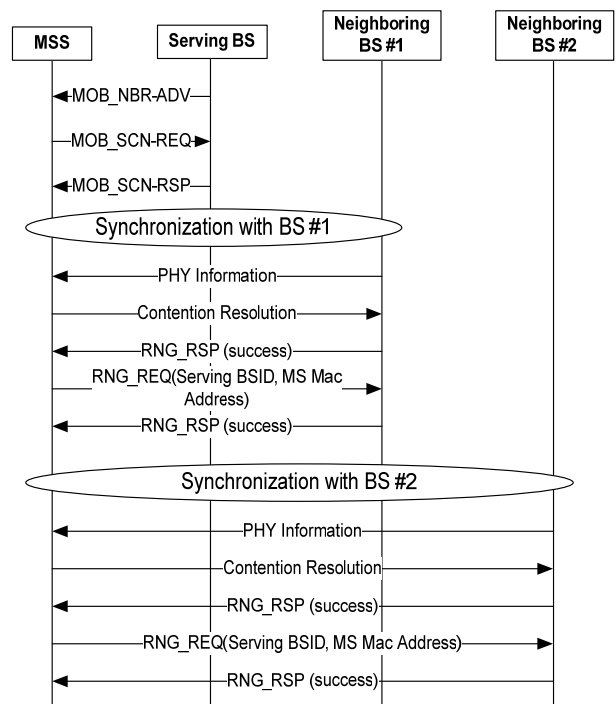 MSS
Serving BS
Neighboring
BS #1
Neighboring
BS #2
MOB_NBR-ADV
MOB_SCN-REQ
MOB_SCN-RSP
Synchronization with BS #1
PHY Information
Contention Resolution
RNG_RSP (success)
RNG_REQ(Serving BSID, MS Mac
Address)
RNG_RSP (success)
Synchronization with BS #2
PHY Information
Contention Resolution
RNG_RSP (success)
RNG_REQ(Serving BSID, MS Mac Address)
RNG_RSP (success)